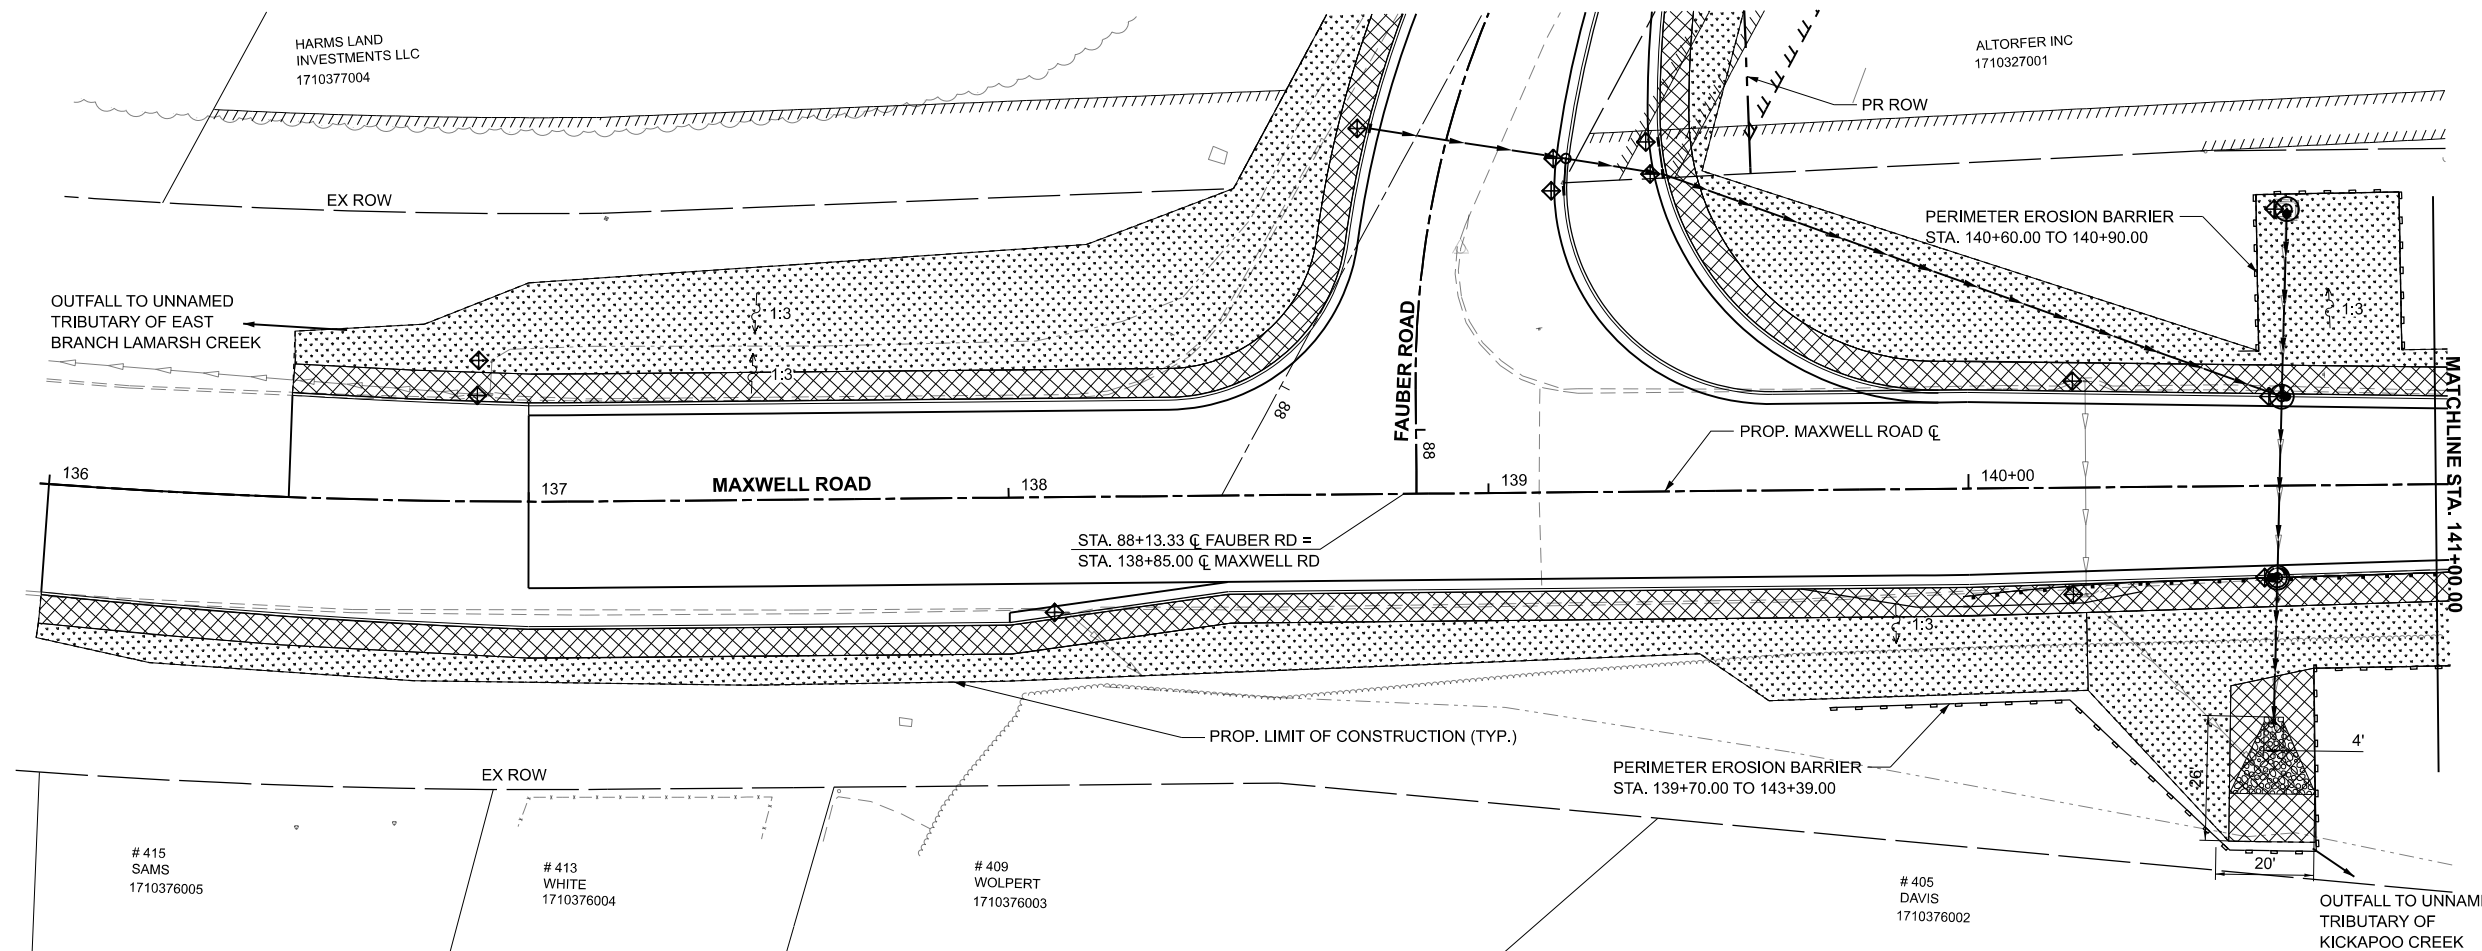 HARMS LAND
INVESTMENTS LLC
1710377004
ALTORFER INC
1710327001
PR ROW
EX ROW
PERIMETER EROSION BARRIER
STA. 140+60.00 TO 140+90.00
OUTFALL TO UNNAMED
TRIBUTARY OF EAST
BRANCH LAMARSH CREEK
1:3
1:3
1:3
FAUBER ROAD
88
88
MATCHLINE STA. 141+00.00
PROP. MAXWELL ROAD ℄
136
137
MAXWELL ROAD
138
139
140+00
STA. 88+13.33 ℄ FAUBER RD =
STA. 138+85.00 ℄ MAXWELL RD
1:3
PROP. LIMIT OF CONSTRUCTION (TYP.)
4'
26'
EX ROW
PERIMETER EROSION BARRIER
STA. 139+70.00 TO 143+39.00
# 415
SAMS
1710376005
# 413
WHITE
1710376004
# 409
WOLPERT
1710376003
# 405
DAVIS
1710376002
20'
OUTFALL TO
TRIBUTARY OF
KICKAPOO CREEK